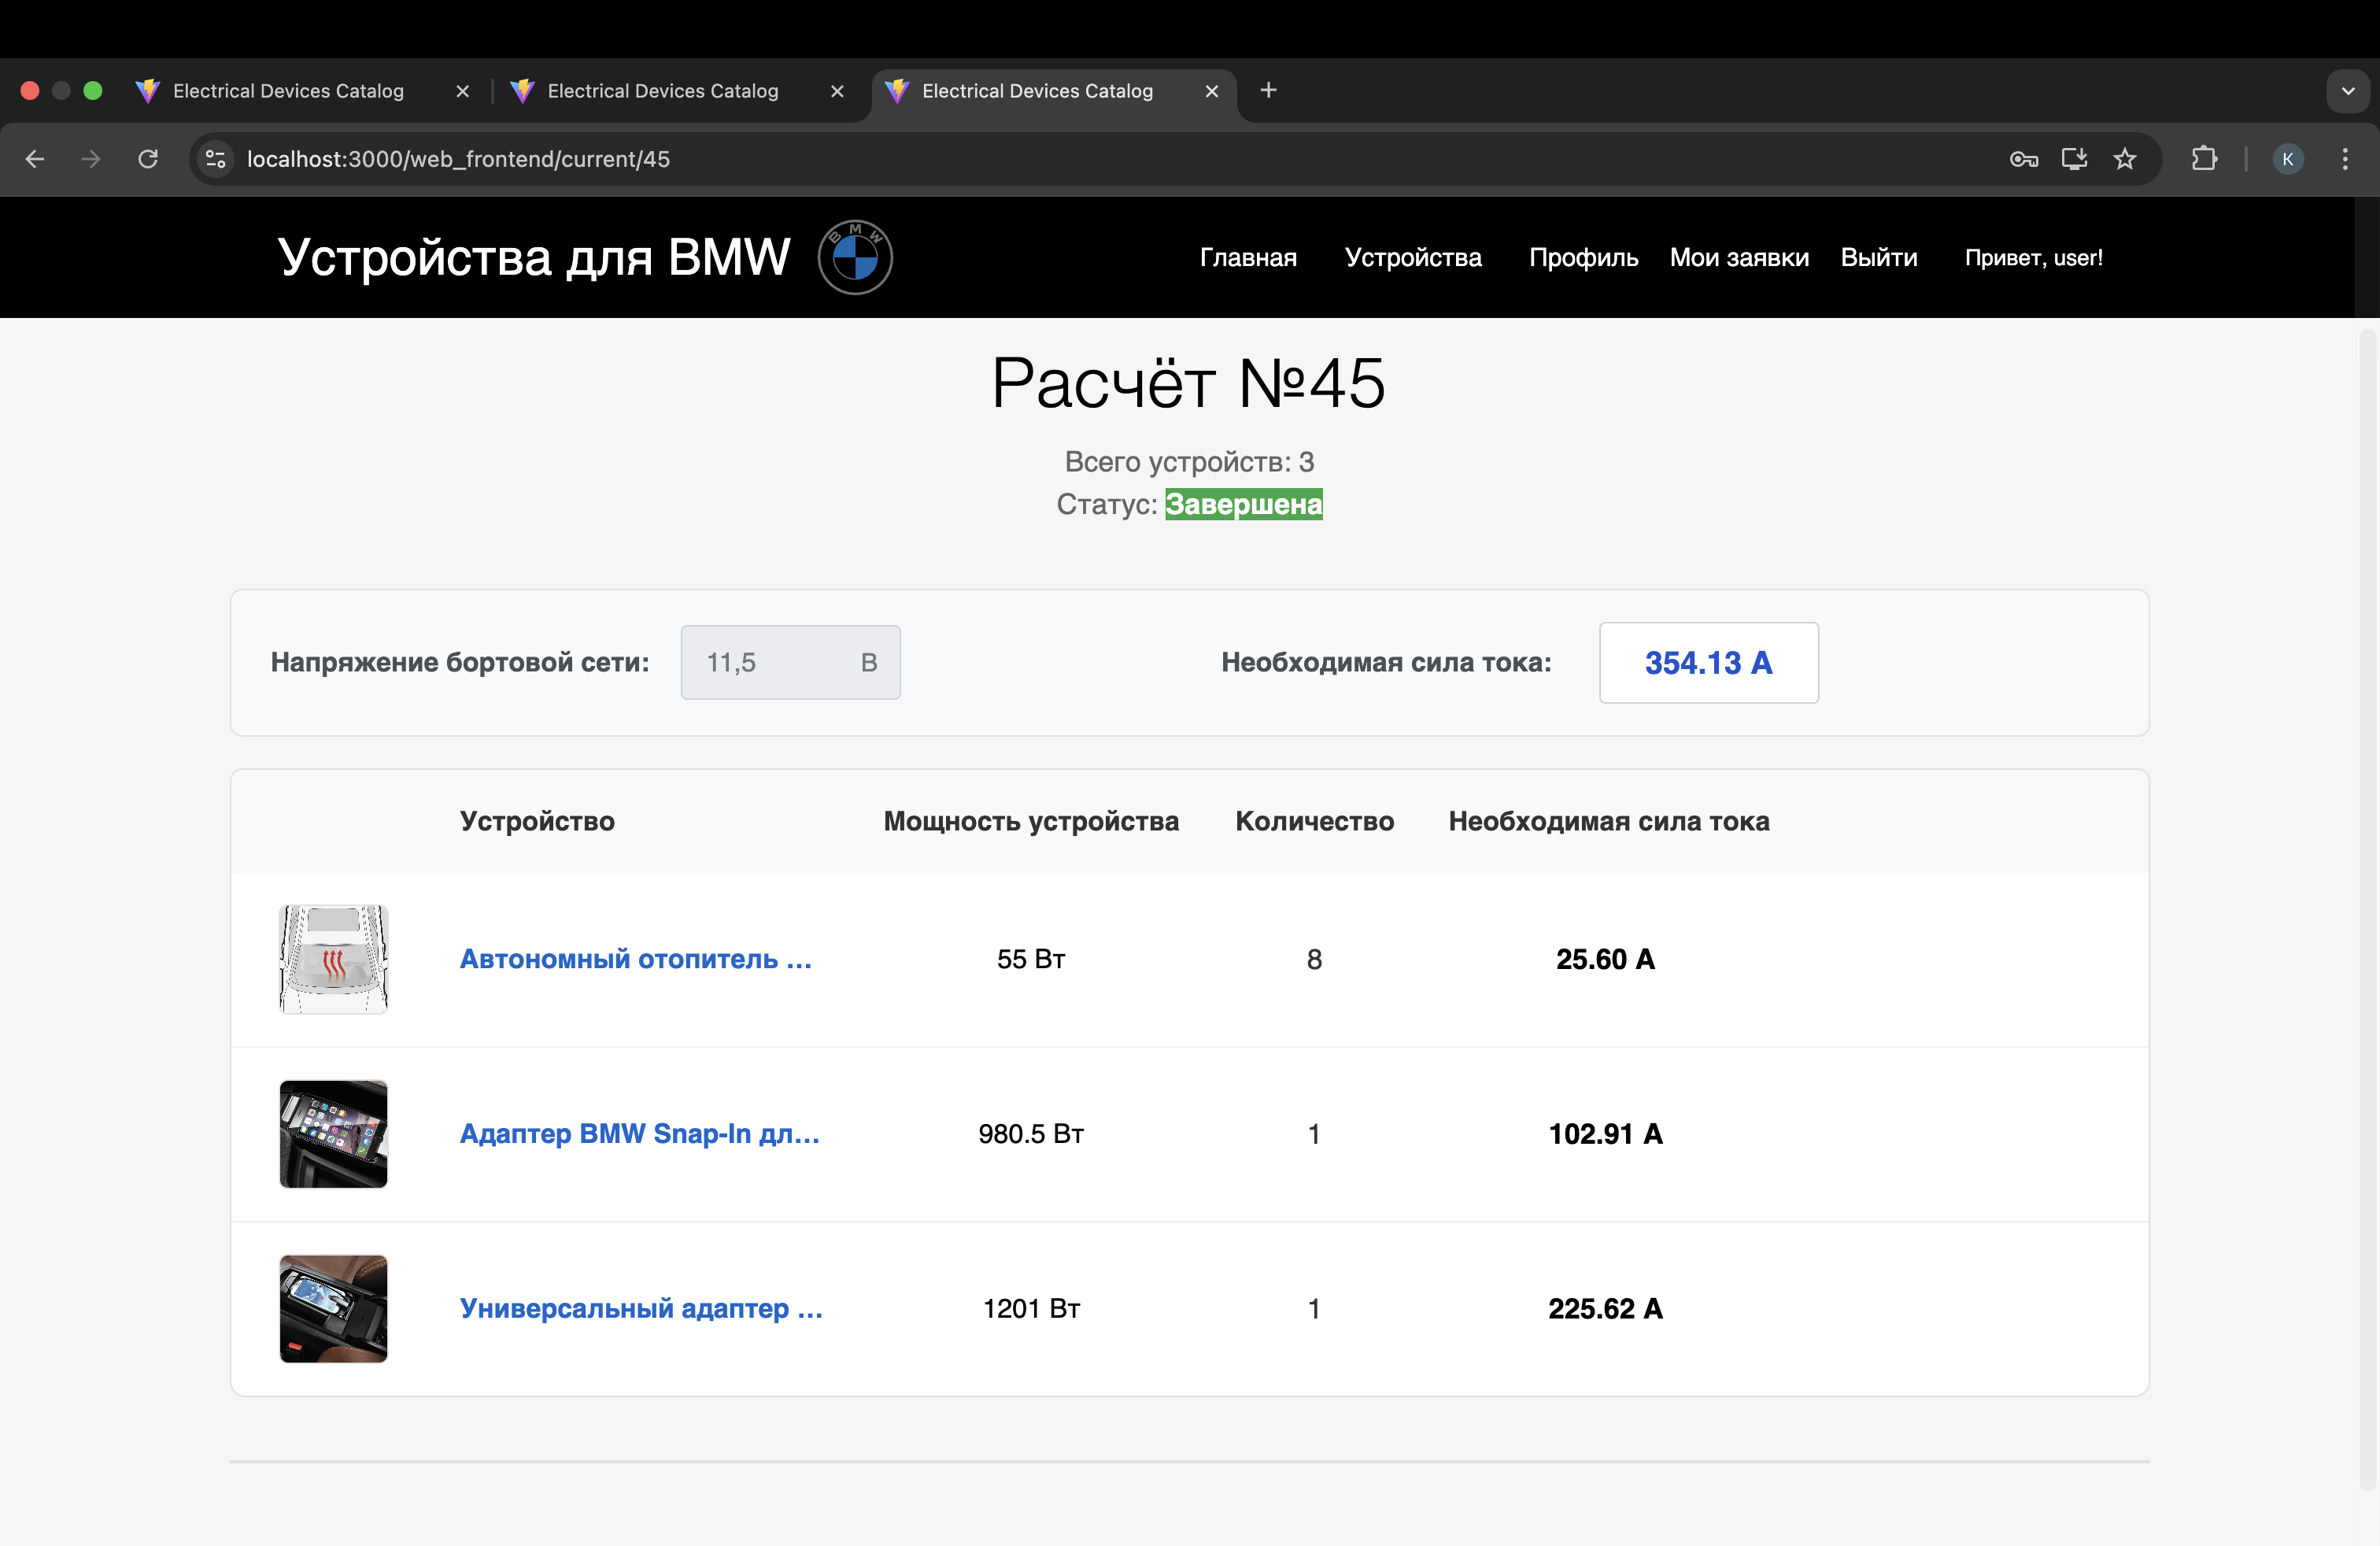 Electrical Devices Catalog
Electrical Devices Catalog
Electrical Devices Catalog
localhost:3000/web_frontend/current/45
K
Устройства для BMW
BMW
Главная
Устройства
Профиль
Мои заявки
Выйти
Привет, user!
Расчёт №45
Всего устройств: 3
Статус: Завершена
Напряжение бортовой сети: 11,5 В
Необходимая сила тока: 354.13 А
Устройство Мощность устройства Количество Необходимая сила тока
Автономный отопитель ... 55 Вт 8 25.60 А
Адаптер BMW Snap-In дл... 980.5 Вт 1 102.91 А
Универсальный адаптер ... 1201 Вт 1 225.62 А